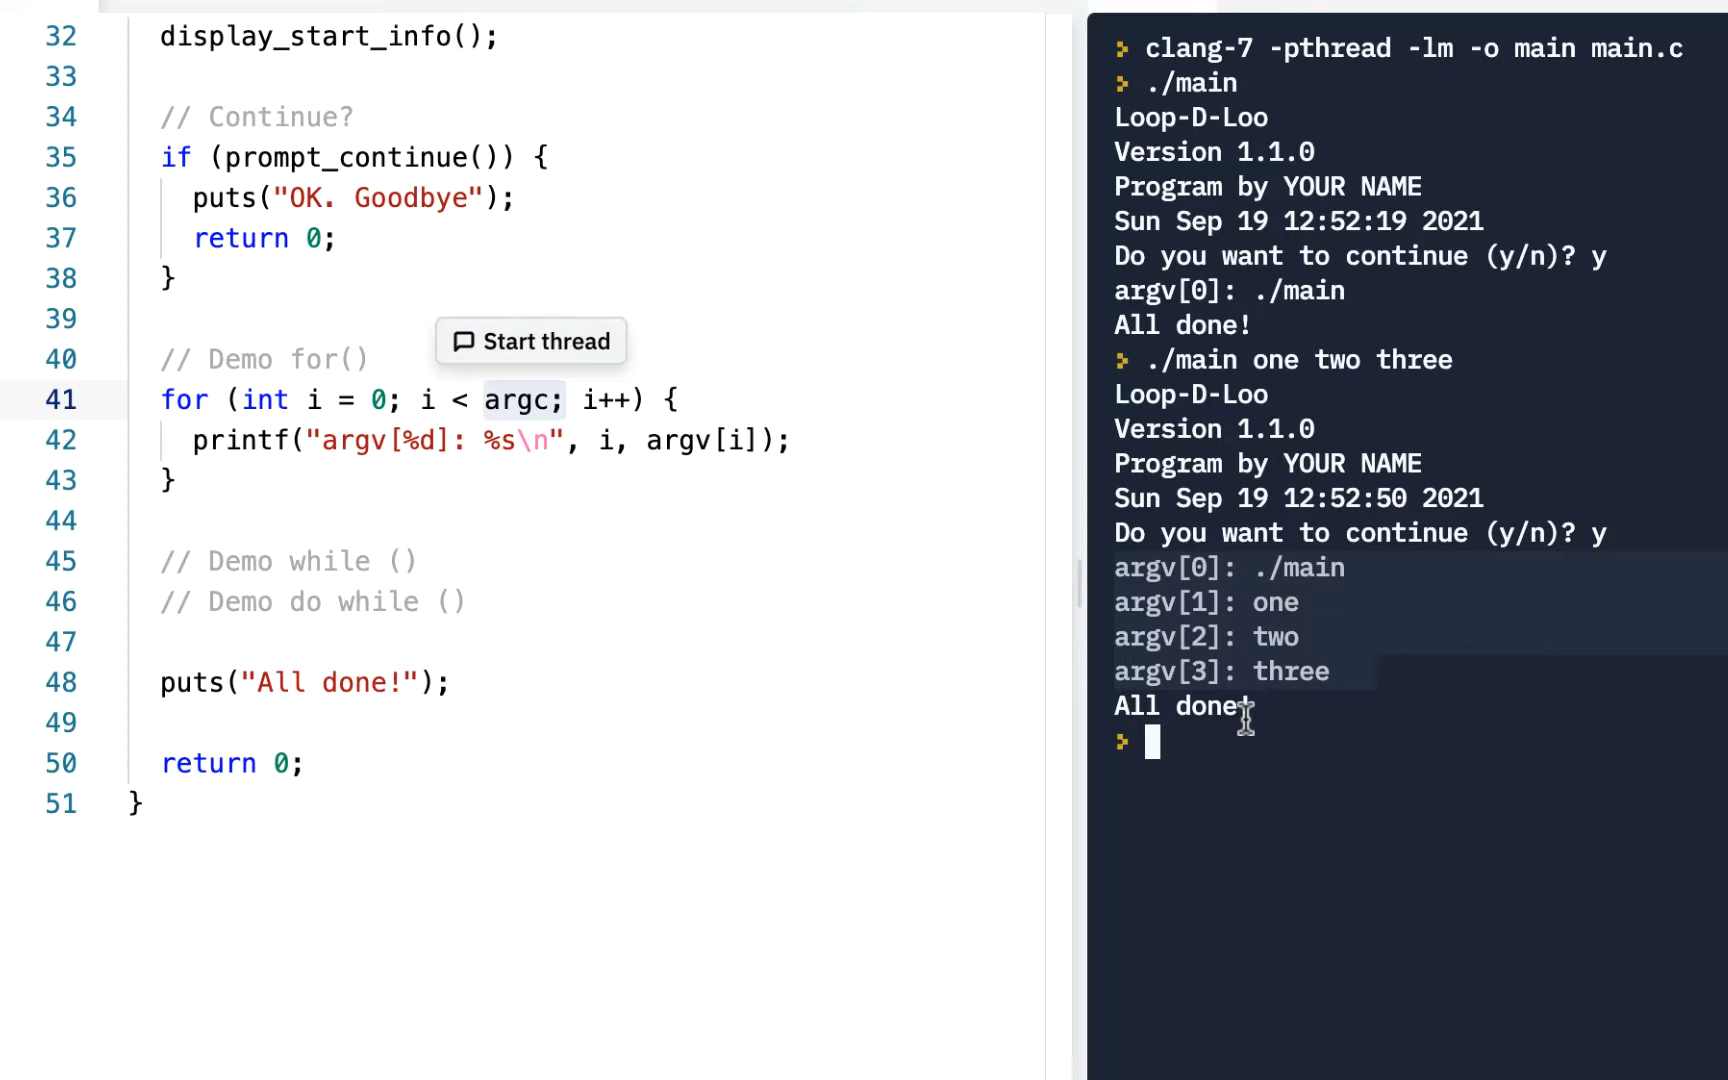 32 display_start_info();
33
34 // Continue?
35 if (prompt_continue()) {
36 puts("OK. Goodbye");
37 return 0;
38 }
39
Start thread
40 // Demo for()
41 for (int i = 0; i < argc; i++) {
42 printf("argv[%d]: %s\n", i, argv[i]);
43 }
44
45 // Demo while ()
46 // Demo do while ()
47
48 puts("All done!");
49
50 return 0;
51 }
clang-7 -pthread -lm -o main main.c
./main
Loop-D-Loo
Version 1.1.0
Program by YOUR NAME
Sun Sep 19 12:52:19 2021
Do you want to continue (y/n)? y
argv[0]: ./main
All done!
./main one two three
Loop-D-Loo
Version 1.1.0
Program by YOUR NAME
Sun Sep 19 12:52:50 2021
Do you want to continue (y/n)? y
argv[0]: ./main
argv[1]: one
argv[2]: two
argv[3]: three
All done!